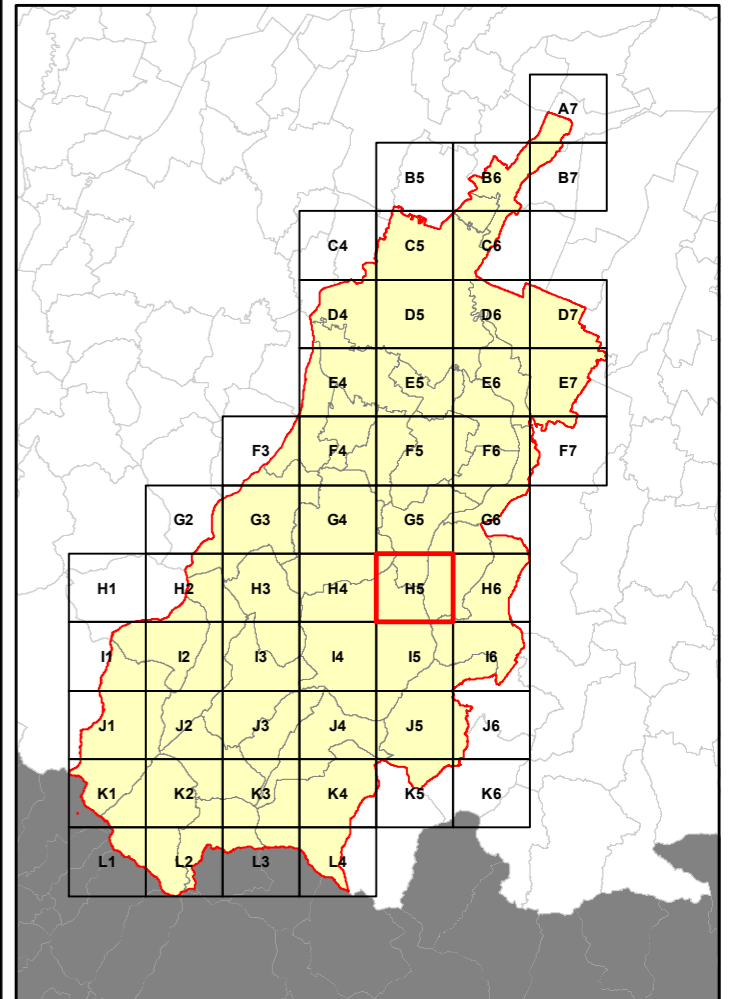 A7
B5 B6 B7
C4 C5 C6
D4 D5 D6 D7
E4 E5 E6 E7
F3 F4 F5 F6 F7
G2 G3 G4 G5 G6
H1 H2 H3 H4 H5 H6
I1 I2 I3 I4 I5 I6
J1 J2 J3 J4 J5 J6
K1 K2 K3 K4 K5 K6
L1 L2 L3 L4